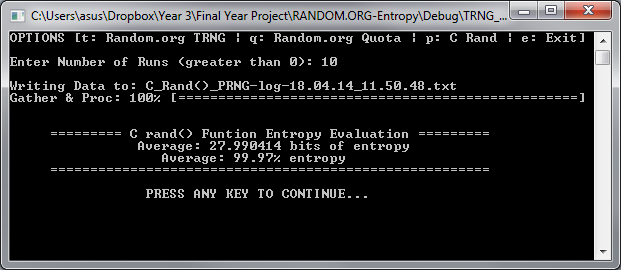 C:\Users\asus\Dropbox\Year 3\Final Year Project\RANDOM.ORG-Entropy\Debug\TRNG_...
OPTIONS [t: Random.org TRNG ¦ q: Random.org Quota ¦ p: C Rand ¦ e: Exit]
Enter Number of Runs (greater than 0): 10
Writing Data to: C_Rand()_PRNG-log-18.04.14_11.50.48.txt
Gather & Proc: 100% [==================================================]
========= C rand() Funtion Entropy Evaluation =========
Average: 27.990414 bits of entropy
Average: 99.97% entropy
=======================================================
PRESS ANY KEY TO CONTINUE...